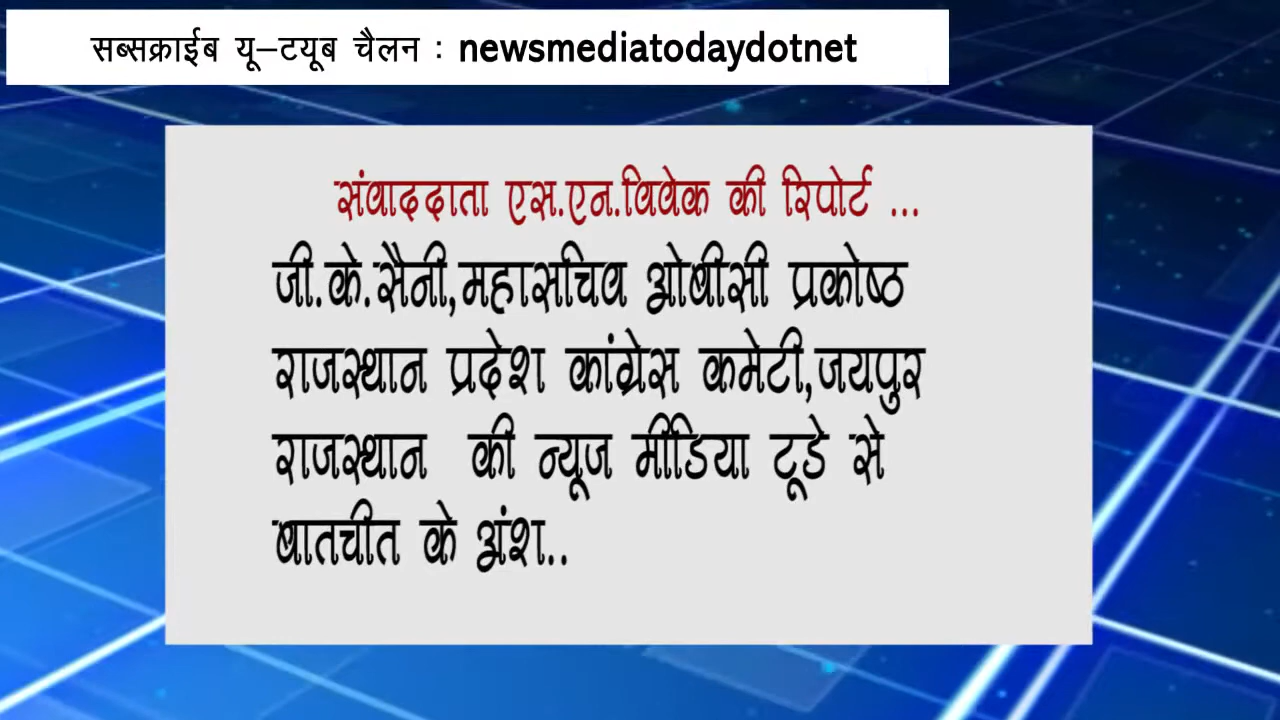 सब्सक्राईब यू–टयूब चैलन : newsmediatodaydotnet
संवाददाता एस.एन.विवेक की रिपोर्ट ...
जी.के.सैनी,महासचिव ओबीसी प्रकोष्ठ
राजस्थान प्रदेश कांग्रेस कमेटी,जयपुर
राजस्थान की न्यूज मीडिया टूडे से
बातचीत के अंश..